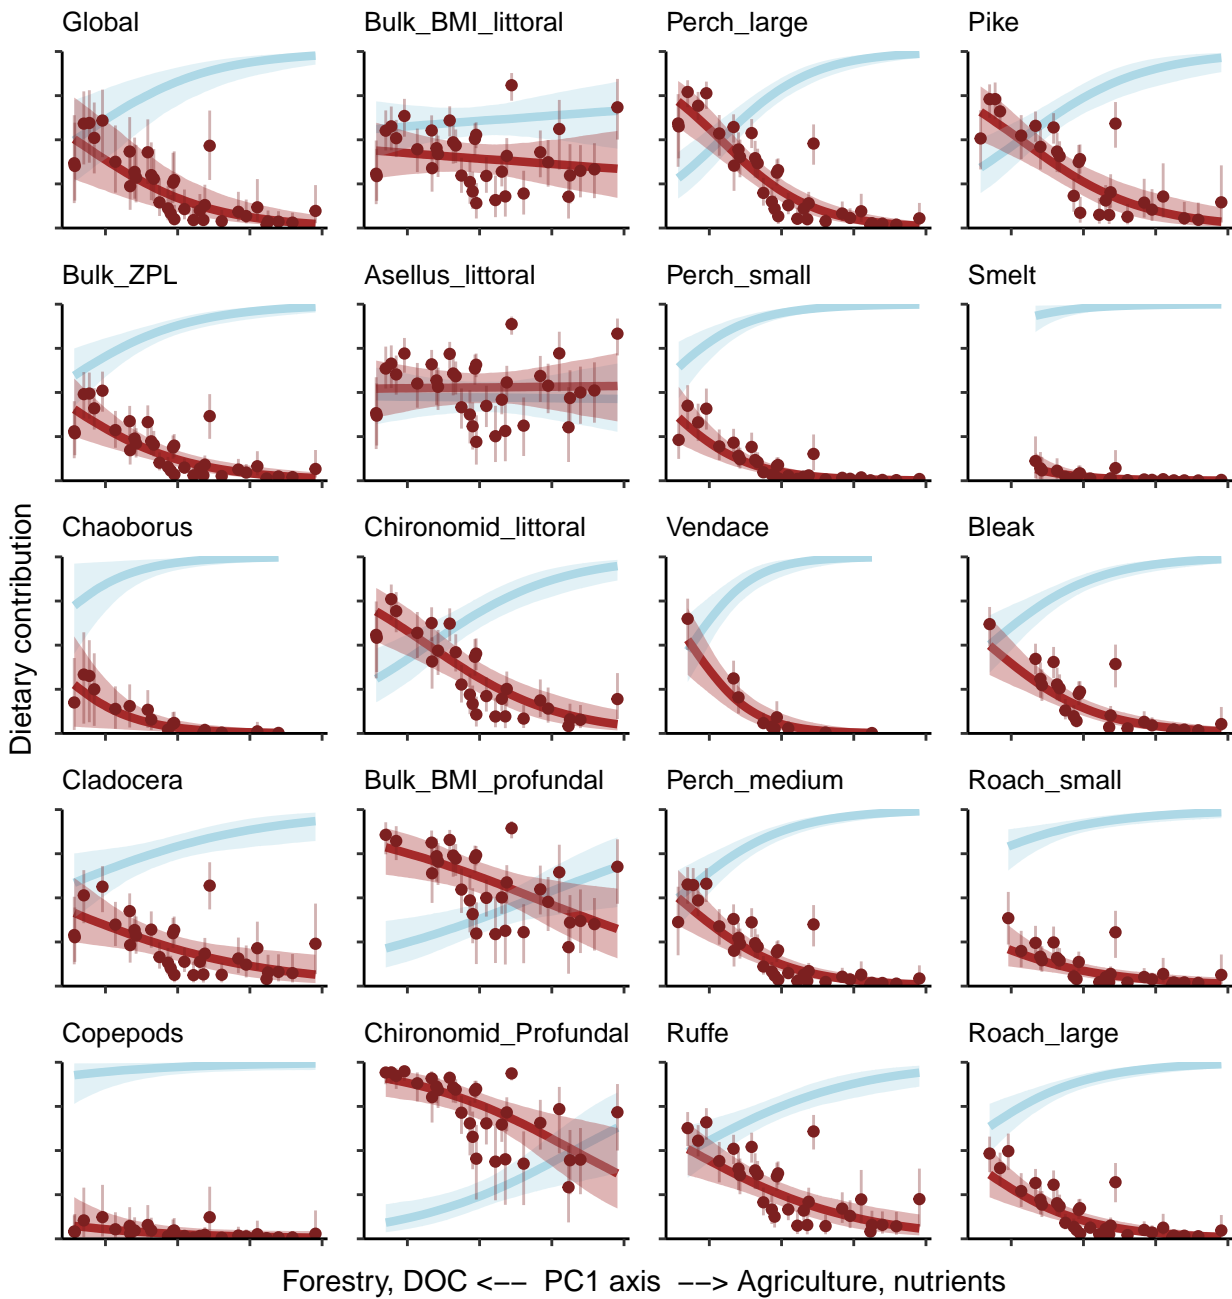 Global
Bulk_BMI_littoral
Perch_large
Pike
Bulk_ZPL
Asellus_littoral
Perch_small
Smelt
Chaoborus
Chironomid_littoral
Vendace
Bleak
Cladocera
Bulk_BMI_profundal
Perch_medium
Roach_small
Copepods
Chironomid_Profundal
Ruffe
Roach_large
Dietary contribution
Forestry, DOC <−− PC1 axis −−> Agriculture, nutrients